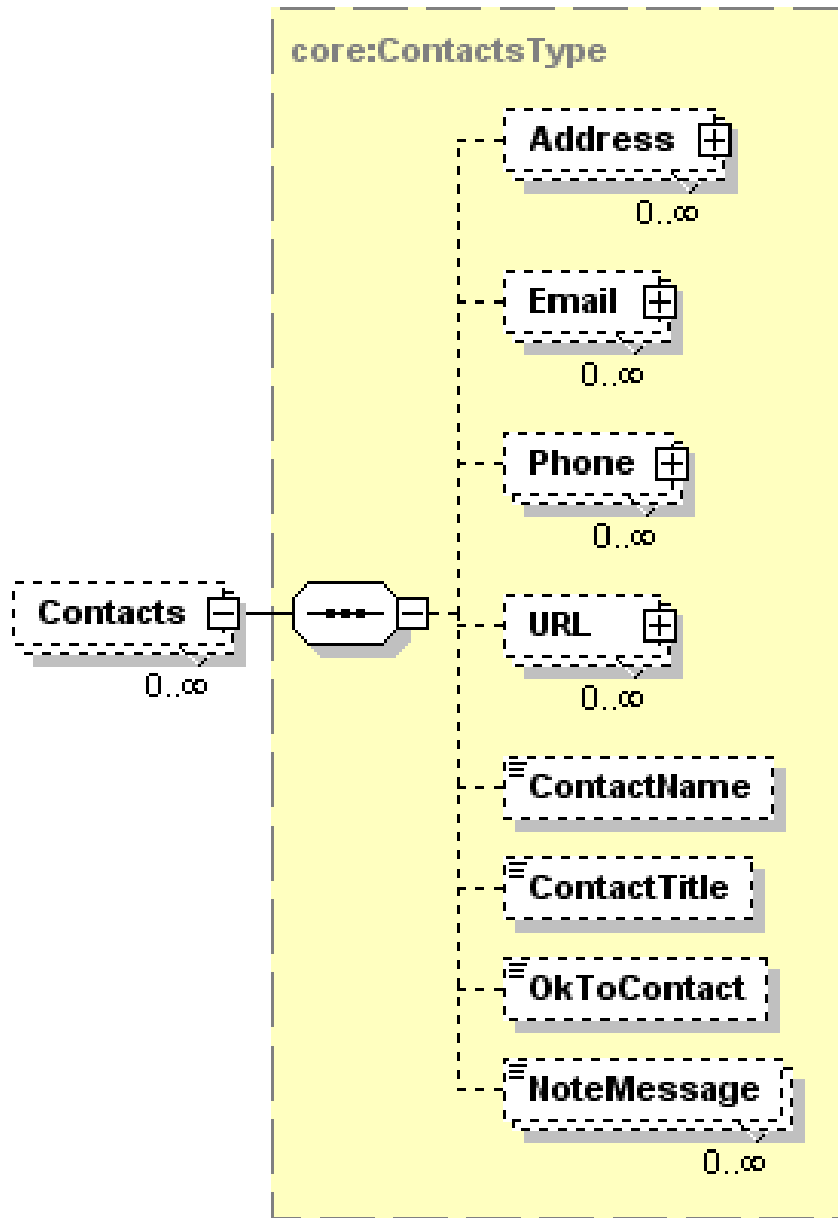 core:ContactsType
Address
0..∞
Email
0..∞
Phone
0..∞
Contacts
0..∞
URL
0..∞
ContactName
ContactTitle
OkToContact
NoteMessage
0..∞